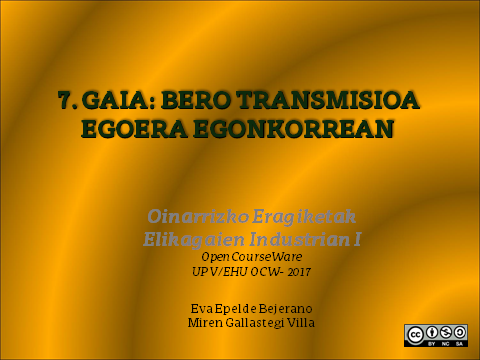 7. GAIA: BERO TRANSMISIOA
EGOERA EGONKORREAN
Oinarrizko Eragiketak
Elikagaien Industrian I
OpenCourseWare
UPV/EHU OCW- 2017
Eva Epelde Bejerano
Miren Gallastegi Villa
cc
BY NC SA